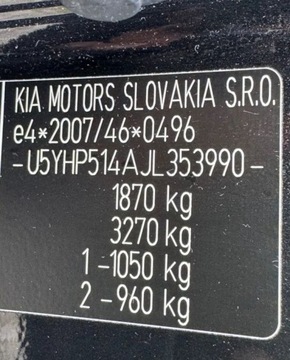 KIA MOTORS SLOVAKIA S.R.O.
e4*2007/46*0496
-U5YHP514AJL353990-
1870 kg
3270 kg
1-1050 kg
2-960 kg